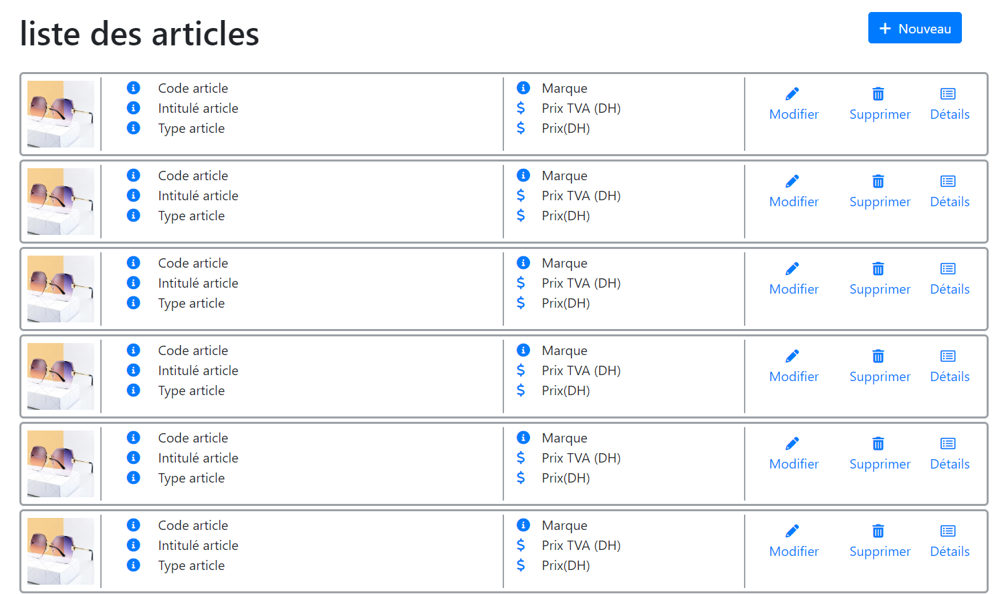 liste des articles
Nouveau
Code article
Intitulé article
Type article
Marque
Prix TVA (DH)
Prix(DH)
Modifier
Supprimer
Détails
Code article
Intitulé article
Type article
Marque
Prix TVA (DH)
Prix(DH)
Modifier
Supprimer
Détails
Code article
Intitulé article
Type article
Marque
Prix TVA (DH)
Prix(DH)
Modifier
Supprimer
Détails
Code article
Intitulé article
Type article
Marque
Prix TVA (DH)
Prix(DH)
Modifier
Supprimer
Détails
Code article
Intitulé article
Type article
Marque
Prix TVA (DH)
Prix(DH)
Modifier
Supprimer
Détails
Code article
Intitulé article
Type article
Marque
Prix TVA (DH)
Prix(DH)
Modifier
Supprimer
Détails